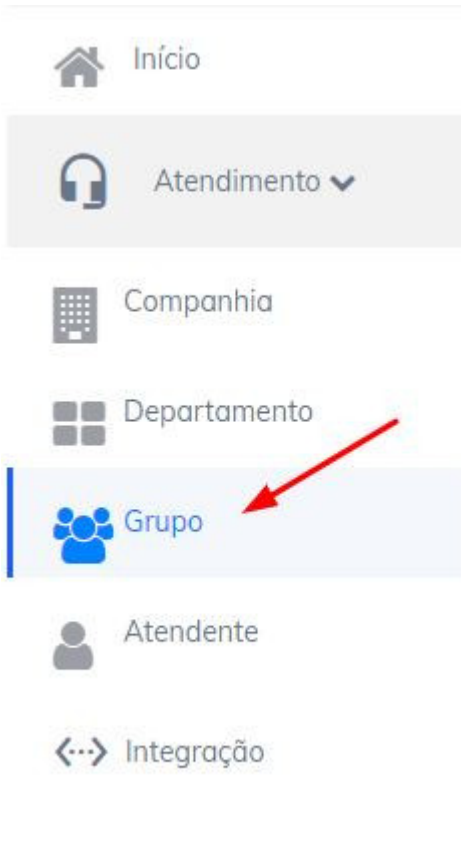 Início
Atendimento
Companhia
Departamento
Grupo
Atendente
Integração